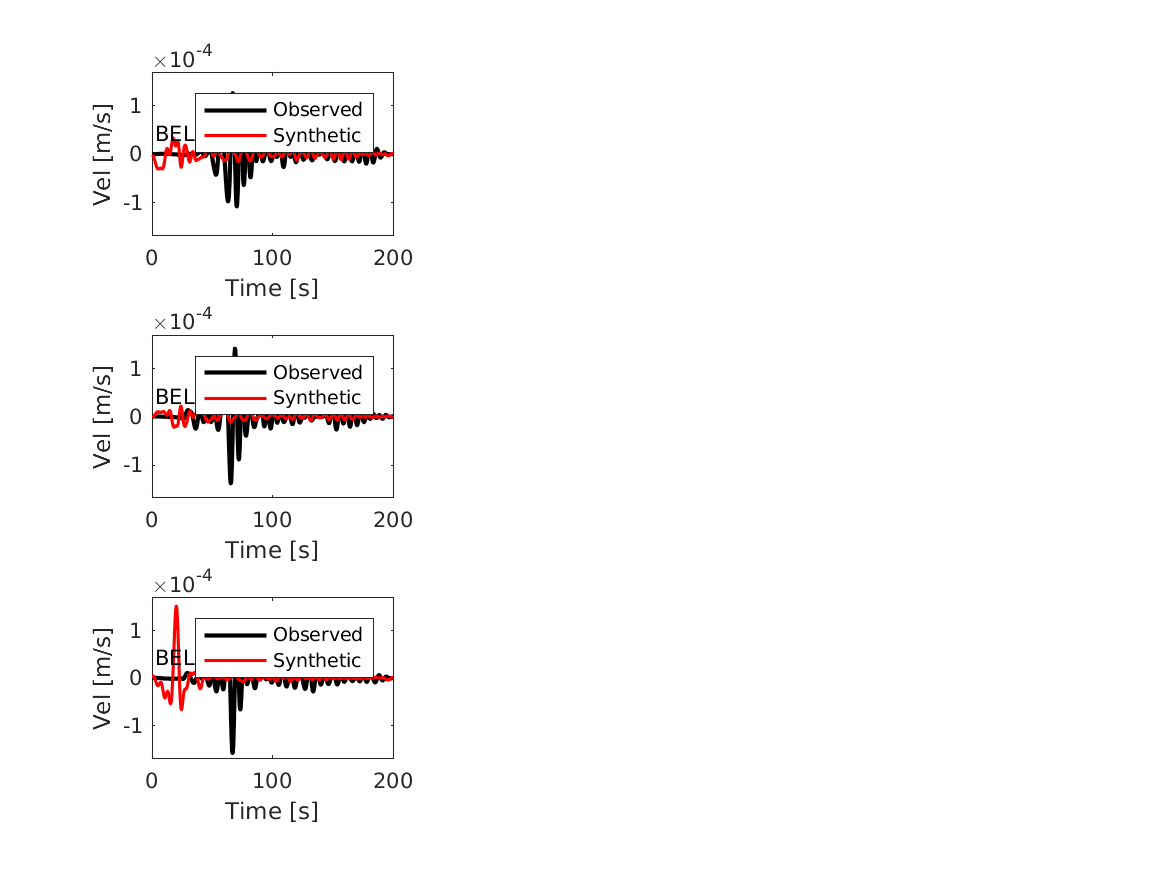 ×10-4
Vel [m/s]
1
0
-1
BEL
Observed
Synthetic
0 100 200
Time [s]
×10-4
Vel [m/s]
1
0
-1
BEL
Observed
Synthetic
0 100 200
Time [s]
×10-4
Vel [m/s]
1
0
-1
BEL
Observed
Synthetic
0 100 200
Time [s]